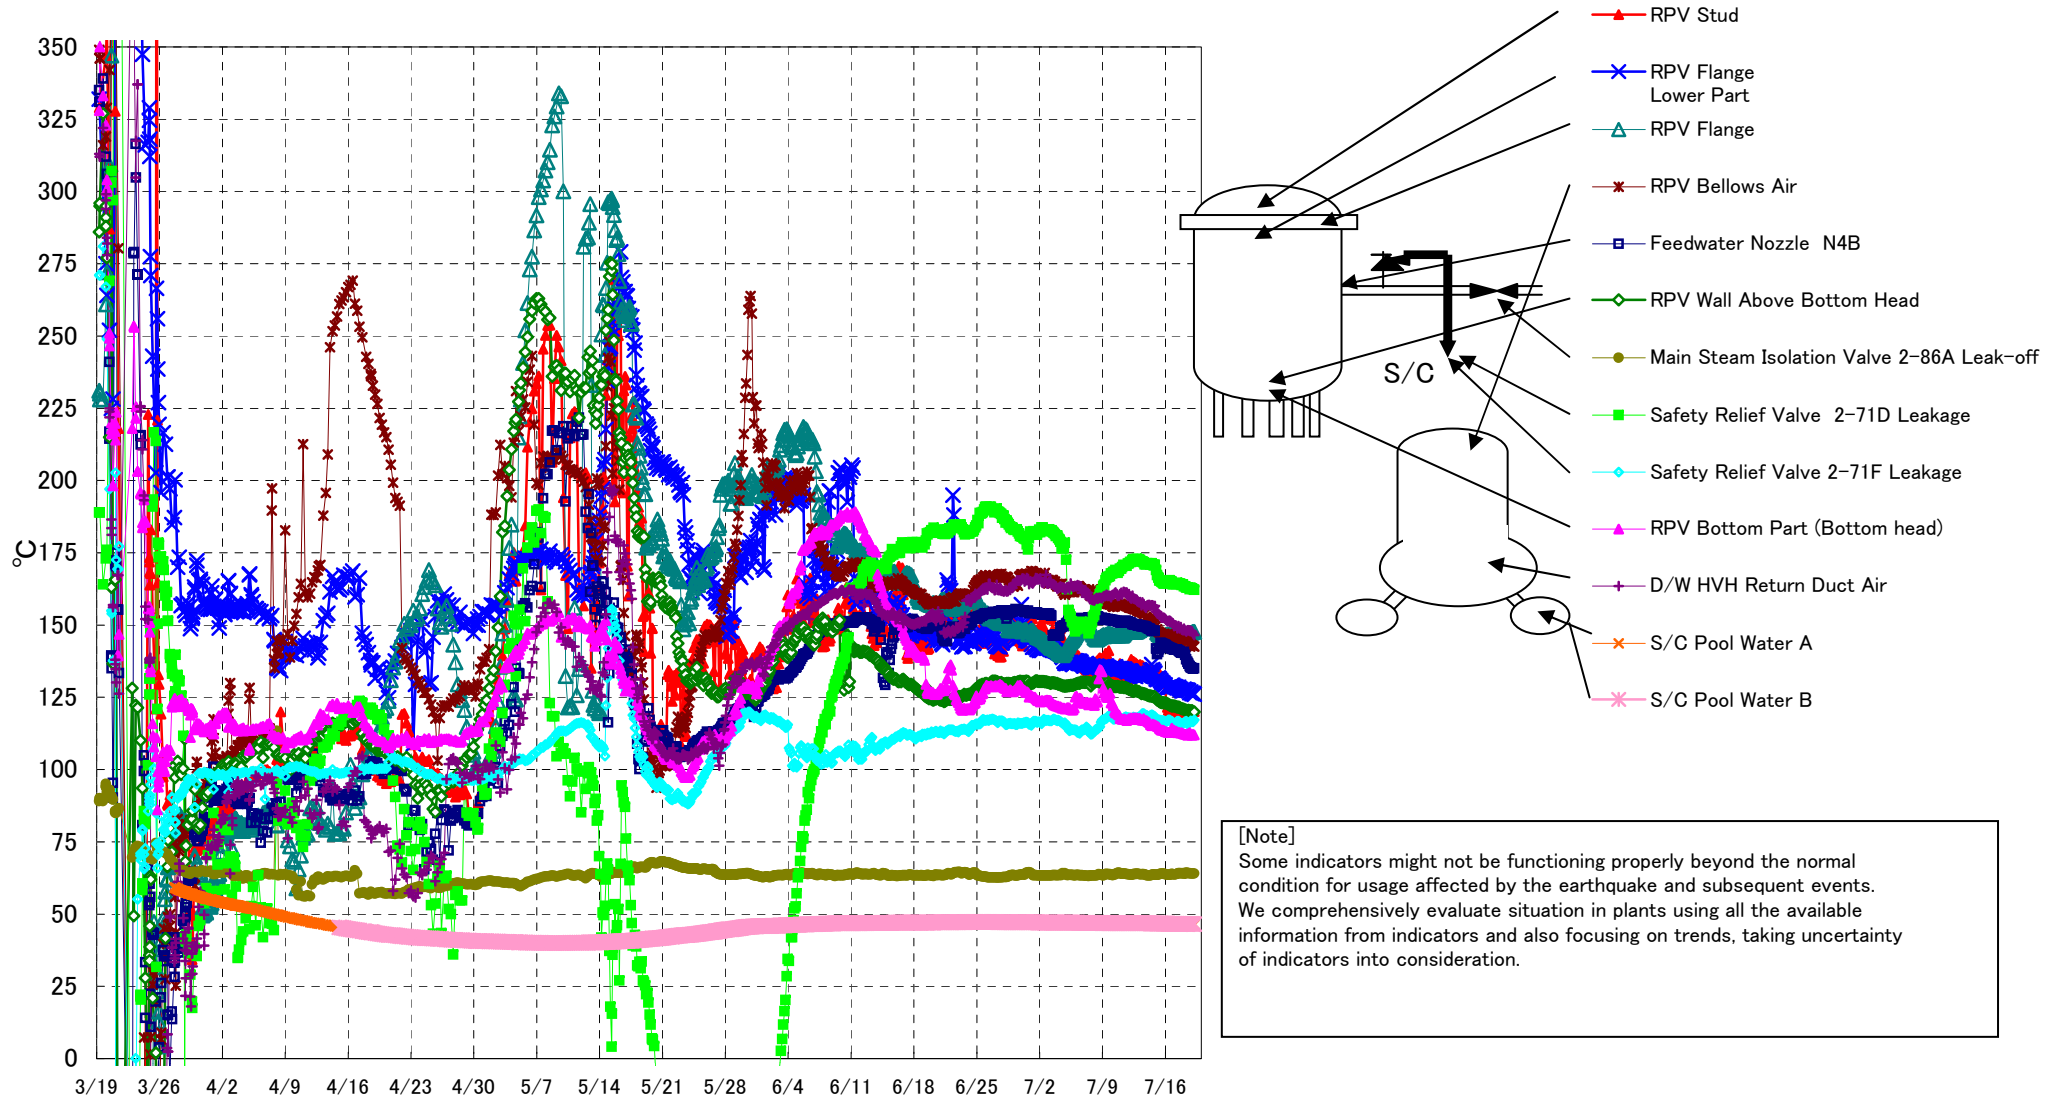 350
325
300
275
250
225
200
175
150
125
100
75
50
25
0
℃
3/19 3/26 4/2 4/9 4/16 4/23 4/30 5/7 5/14 5/21 5/28 6/4 6/11 6/18 6/25 7/2 7/9 7/16
RPV Stud
RPV Flange
Lower Part
RPV Flange
RPV Bellows Air
Feedwater Nozzle N4B
RPV Wall Above Bottom Head
Main Steam Isolation Valve 2-86A Leak-off
Safety Relief Valve 2-71D Leakage
Safety Relief Valve 2-71F Leakage
RPV Bottom Part (Bottom head)
D/W HVH Return Duct Air
S/C Pool Water A
S/C Pool Water B
S/C
[Note]
Some indicators might not be functioning properly beyond the normal
condition for usage affected by the earthquake and subsequent events.
We comprehensively evaluate situation in plants using all the available
information from indicators and also focusing on trends, taking uncertainty
of indicators into consideration.